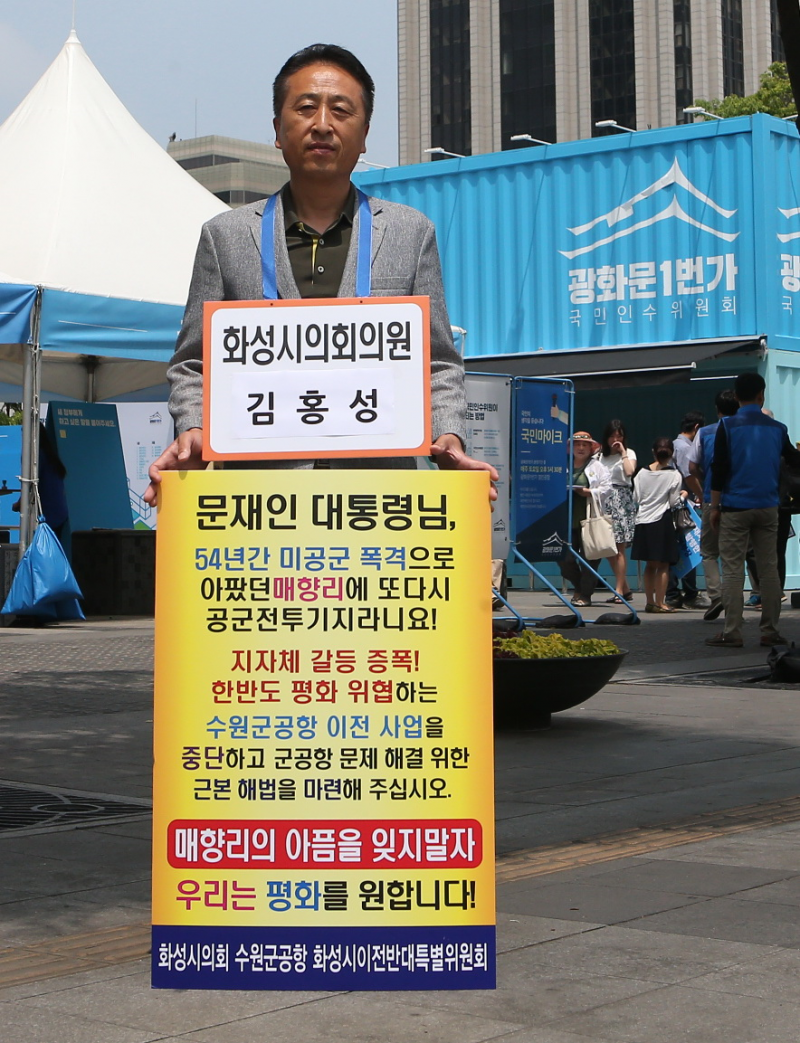 화성시의회의원
김 홍 성
문재인 대통령님,
54년간 미공군 폭격으로
아팠던매향리에 또다시
공군전투기지라니요!
지자체 갈등 증폭!
한반도 평화 위협하는
수원군공항 이전 사업을
중단하고 군공항 문제 해결 위한
근본 해법을 마련해 주십시오.
매향리의 아픔을 잊지말자
우리는 평화를 원합니다!
화성시의회 수원군공항 화성시이전반대특별위원회
광화문1번가
국민인수위원회
국민마이크